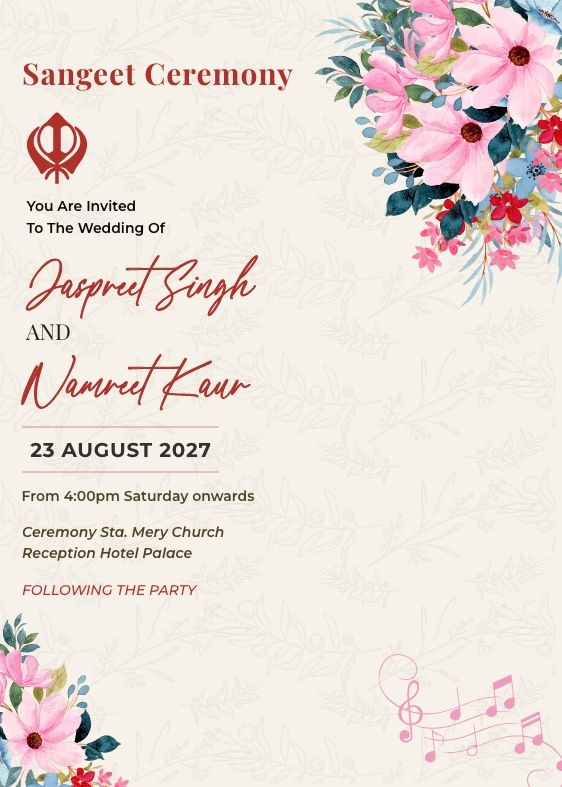 Sangeet Ceremony
You Are Invited
To The Wedding Of
Jaspreet Singh
AND
Namreet Kaur
23 AUGUST 2027
From 4:00pm Saturday onwards
Ceremony Sta. Mery Church
Reception Hotel Palace
FOLLOWING THE PARTY